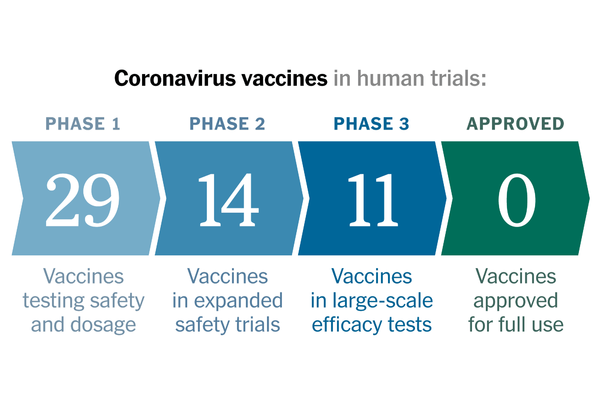 Coronavirus vaccines in human trials:
PHASE 1
PHASE 2
PHASE 3
APPROVED
29
14
11
0
Vaccines
testing safety
and dosage
Vaccines
in expanded
safety trials
Vaccines
in large-scale
efficacy tests
Vaccines
approved
for full use